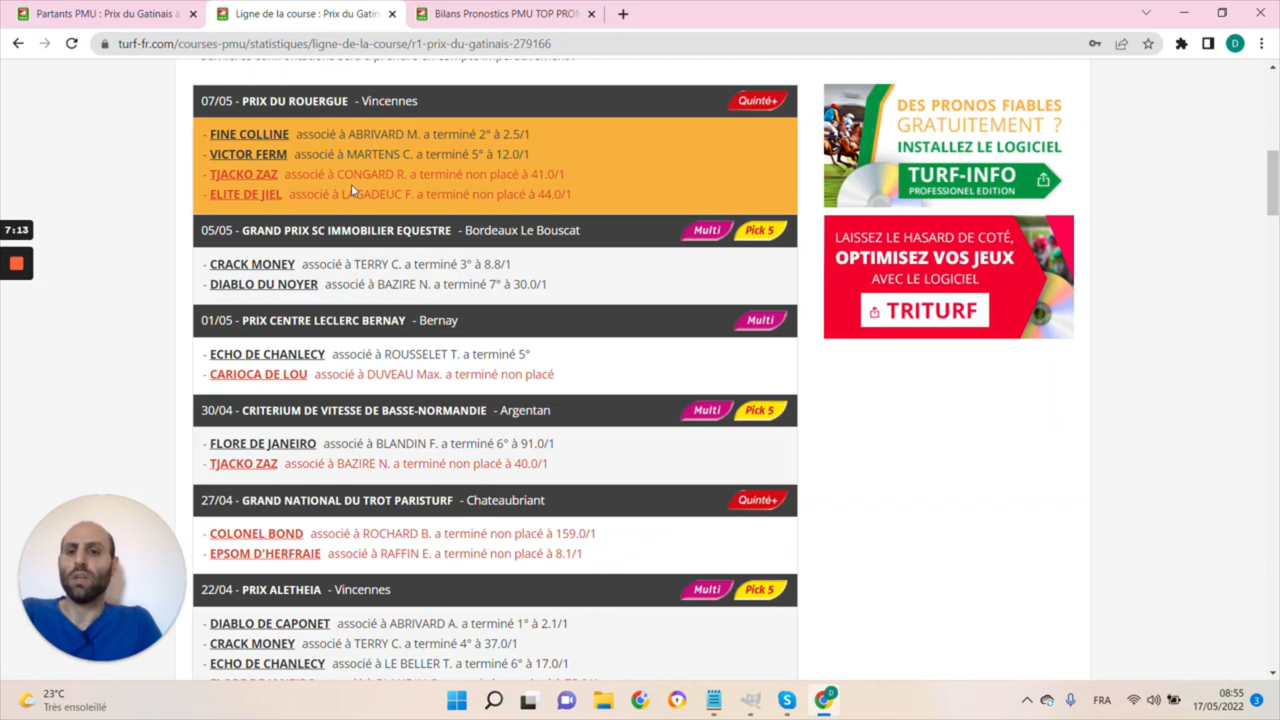 Partants PMU : Prix du Gatinais à
Ligne de la course : Prix du Gatin
Bilans Pronostics PMU TOP PRO
turf-fr.com/courses-pmu/statistiques/ligne-de-la-course/r1-prix-du-gatinais-279166
D
07/05 - PRIX DU ROUERGUE - Vincennes
Quinté+
- FINE COLLINE associé à ABRIVARD M. a terminé 2° à 2.5/1
- VICTOR FERM associé à MARTENS C. a terminé 5° à 12.0/1
- TJACKO ZAZ associé à CONGARD R. a terminé non placé à 41.0/1
- ELITE DE JIEL associé à LAGADEUC F. a terminé non placé à 44.0/1
05/05 - GRAND PRIX SC IMMOBILIER EQUESTRE - Bordeaux Le Bouscat
Multi Pick 5
- CRACK MONEY associé à TERRY C. a terminé 3° à 8.8/1
- DIABLO DU NOYER associé à BAZIRE N. a terminé 7° à 30.0/1
01/05 - PRIX CENTRE LECLERC BERNAY - Bernay
Multi
- ECHO DE CHANLECY associé à ROUSSELET T. a terminé 5°
- CARIOCA DE LOU associé à DUVEAU Max. a terminé non placé
30/04 - CRITERIUM DE VITESSE DE BASSE-NORMANDIE - Argentan
Multi Pick 5
- FLORE DE JANEIRO associé à BLANDIN F. a terminé 6° à 91.0/1
- TJACKO ZAZ associé à BAZIRE N. a terminé non placé à 40.0/1
27/04 - GRAND NATIONAL DU TROT PARISTURF - Chateaubriant
Quinté+
- COLONEL BOND associé à ROCHARD B. a terminé non placé à 159.0/1
- EPSOM D'HERFRAIE associé à RAFFIN E. a terminé non placé à 8.1/1
22/04 - PRIX ALETHEIA - Vincennes
Multi Pick 5
- DIABLO DE CAPONET associé à ABRIVARD A. a terminé 1° à 2.1/1
- CRACK MONEY associé à TERRY C. a terminé 4° à 37.0/1
- ECHO DE CHANLECY associé à LE BELLER T. a terminé 6° à 17.0/1
DES PRONOS FIABLES
GRATUITEMENT ?
INSTALLEZ LE LOGICIEL
TURF-INFO
PROFESSIONEL EDITION
LAISSEZ LE HASARD DE COTÉ,
OPTIMISEZ VOS JEUX
AVEC LE LOGICIEL
TRITURF
7:13
23°C
Très ensoleillé
FRA
08:55
17/05/2022
3